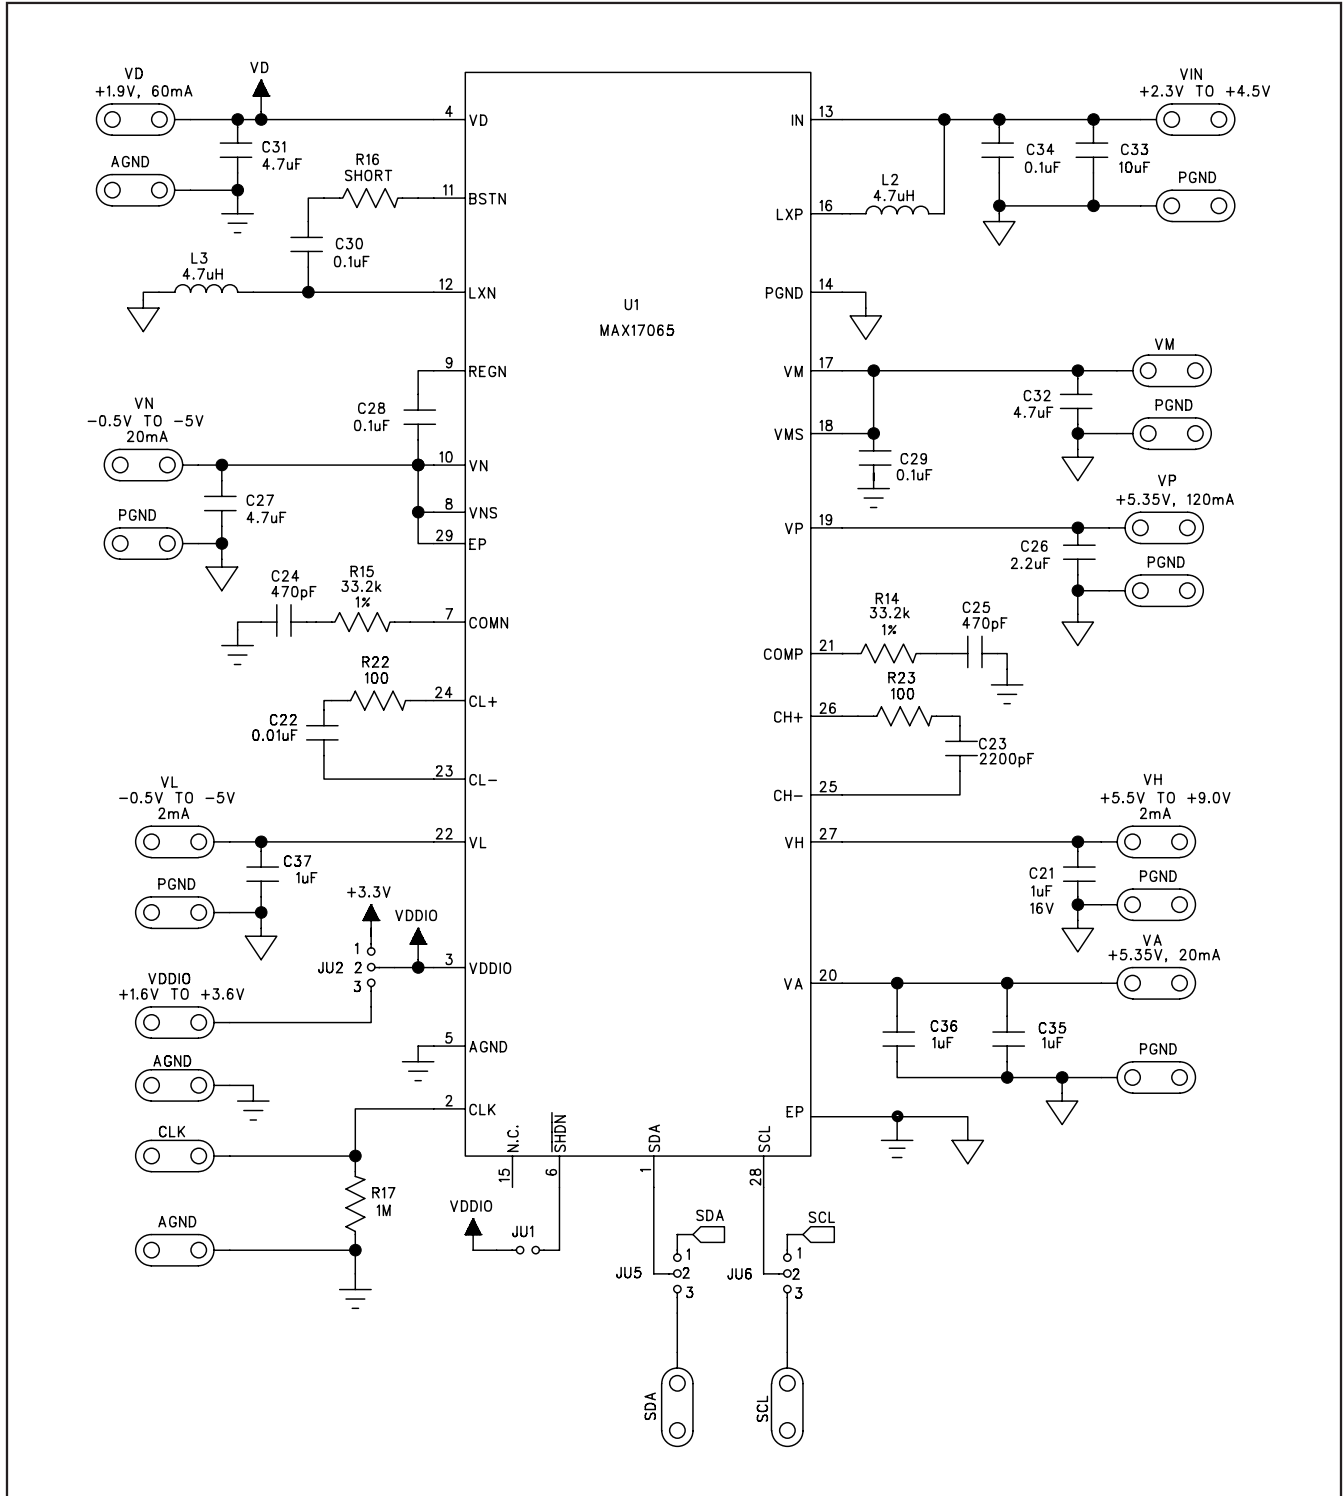 VD
+1.9V, 60mA
VD
4
VD
C31
4.7uF
AGND
R16
SHORT
11
BSTN
C30
0.1uF
L3
4.7uH
12
LXN
9
REGN
C28
0.1uF
VN
-0.5V TO -5V
20mA
10
VN
C27
4.7uF
8
VNS
PGND
29
EP
C24
470pF
R15
33.2k
1%
7
COMN
R22
100
24
CL+
C22
0.01uF
23
CL-
VL
-0.5V TO -5V
2mA
22
VL
C37
1uF
PGND
+3.3V
VDDIO
1
JU2 2
3
3
VDDIO
VDDIO
+1.6V TO +3.6V
5
AGND
AGND
2
CLK
CLK
R17
1M
AGND
U1
MAX17065
VIN
+2.3V TO +4.5V
IN
13
C34
0.1uF
C33
10uF
L2
4.7uH
PGND
LXP
16
PGND
14
VM
VM
17
C32
4.7uF
PGND
VMS
18
C29
0.1uF
VP
+5.35V, 120mA
VP
19
C26
2.2uF
PGND
R14
33.2k
1%
C25
470pF
COMP
21
R23
100
CH+
26
C23
2200pF
CH-
25
VH
+5.5V TO +9.0V
2mA
VH
27
C21
1uF
16V
PGND
VA
+5.35V, 20mA
VA
20
C36
1uF
C35
1uF
PGND
EP
N.C.
15
SHDN
6
SDA
1
SCL
28
VDDIO
JU1
SDA
1
JU5
2
3
SCL
1
JU6
2
3
SDA
SCL